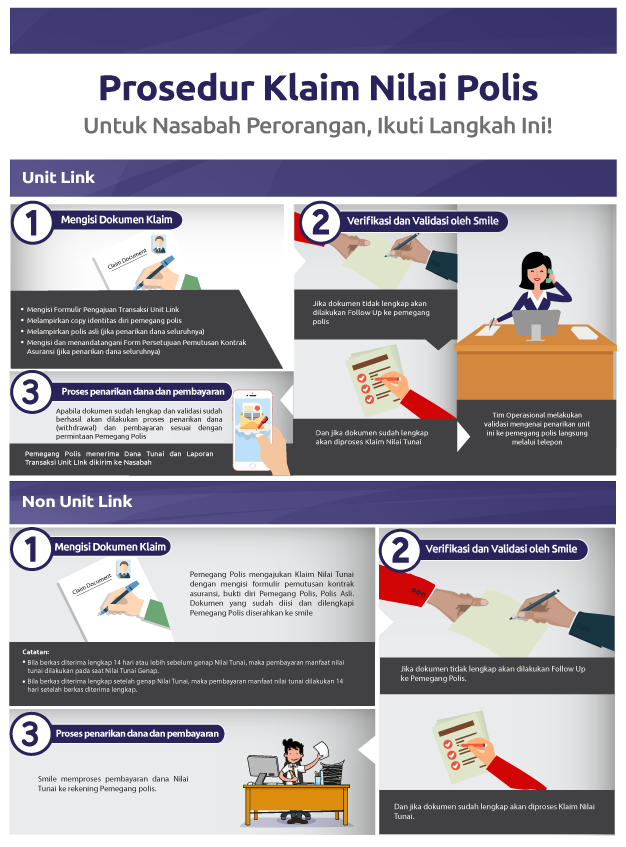 Prosedur Klaim Nilai Polis
Untuk Nasabah Perorangan, Ikuti Langkah Ini!
Unit Link
1
Mengisi Dokumen Klaim
Claim Document
• Mengisi Formulir Pengajuan Transaksi Unit Link
• Melampirkan copy identitas diri pemegang polis
• Melampirkan polis asli (jika penarikan dana seluruhnya)
• Mengisi dan menandatangani Form Persetujuan Pemutusan Kontrak
Asuransi (jika penarikan dana seluruhnya)
2
Verifikasi dan Validasi oleh Smile
Jika dokumen tidak lengkap akan
dilakukan Follow Up ke pemegang
polis
Dan jika dokumen sudah lengkap
akan diproses Klaim Nilai Tunai
Tim Operasional melakukan
validasi mengenai penarikan unit
ini ke pemegang polis langsung
melalui telepon
3
Proses penarikan dana dan pembayaran
Apabila dokumen sudah lengkap dan validasi sudah
berhasil akan dilakukan proses penarikan dana
(withdrawal) dan pembayaran sesuai dengan
permintaan Pemegang Polis
Pemegang Polis menerima Dana Tunai dan Laporan
Transaksi Unit Link dikirim ke Nasabah
Non Unit Link
1
Mengisi Dokumen Klaim
Claim Document
Pemegang Polis mengajukan Klaim Nilai Tunai
dengan mengisi formulir pemutusan kontrak
asuransi, bukti diri Pemegang Polis, Polis Asli.
Dokumen yang sudah diisi dan dilengkapi
Pemegang Polis diserahkan ke smile
Catatan:
• Bila berkas diterima lengkap 14 hari atau lebih sebelum genap Nilai Tunai, maka pembayaran manfaat nilai
tunai dilakukan pada saat Nilai Tunai Genap.
• Bila berkas diterima lengkap setelah genap Nilai Tunai, maka pembayaran manfaat nilai tunai dilakukan 14
hari setelah berkas diterima lengkap.
2
Verifikasi dan Validasi oleh Smile
Jika dokumen tidak lengkap akan dilakukan Follow Up
ke Pemegang Polis.
Dan jika dokumen sudah lengkap akan diproses Klaim Nilai
Tunai.
3
Proses penarikan dana dan pembayaran
Smile memproses pembayaran dana Nilai
Tunai ke rekening Pemegang polis.